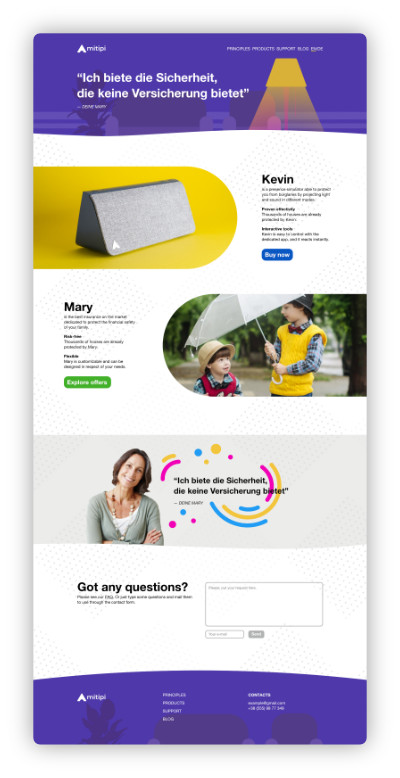 mitipi
PRINCIPLES PRODUCTS SUPPORT BLOG EN/DE
“Ich biete die Sicherheit,
die keine Versicherung bietet”
— DEINE MARY
Kevin
is a presence simulator able to protect
you from burglaries by projecting light
and sound in different modes.
Proven effectivity
Thousands of houses are already
protected by Kevin.
Interactive tools
Kevin is easy to control with the
dedicated app, and it reacts instantly.
Buy now
Mary
is the best insurance on the market
dedicated to protect the financial safety
of your family.
Risk-free
Thousands of houses are already
protected by Mary.
Flexible
Mary is customizable and can be
designed in respect of your needs.
Explore offers
“Ich biete die Sicherheit,
die keine Versicherung bietet”
— DEINE MARY
Got any questions?
Please see our FAQ. Or just type some questions and mail them
to us through the contact form.
Please, put your request here
Your e-mail
Send
mitipi
PRINCIPLES
PRODUCTS
SUPPORT
BLOG
CONTACTS
example@gmail.com